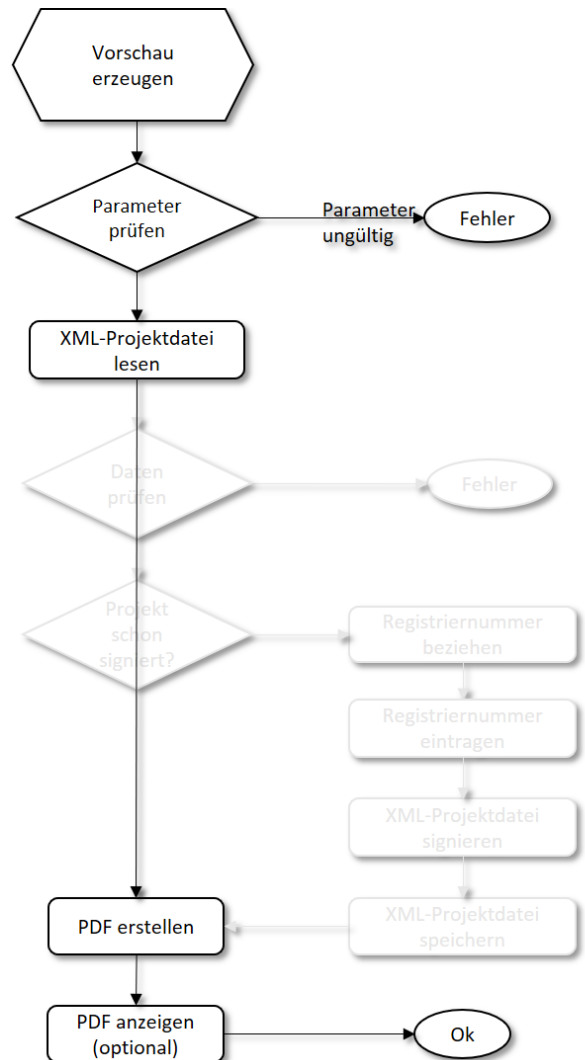 Vorschau
erzeugen
Parameter
prüfen
Parameter
ungültig
Fehler
XML-Projektdatei
lesen
Daten
prüfen
Fehler
Projekt
schon
signiert?
Registriernummer
beziehen
Registriernummer
eintragen
XML-Projektdatei
signieren
XML-Projektdatei
speichern
PDF erstellen
PDF anzeigen
(optional)
Ok